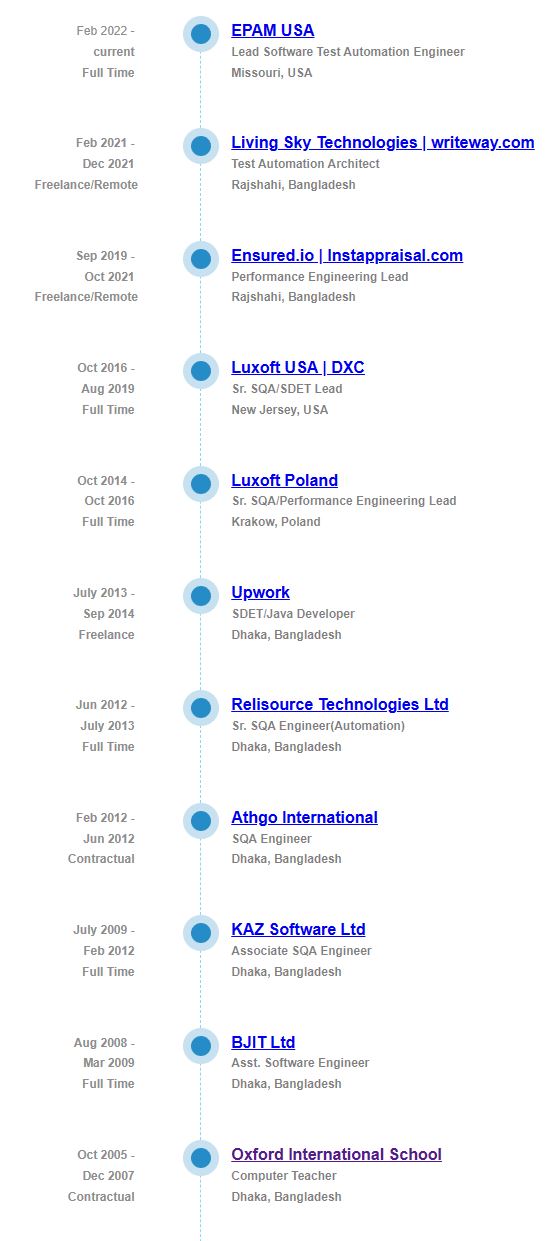 Feb 2022 -
current
Full Time
EPAM USA
Lead Software Test Automation Engineer
Missouri, USA
Feb 2021 -
Dec 2021
Freelance/Remote
Living Sky Technologies | writeway.com
Test Automation Architect
Rajshahi, Bangladesh
Sep 2019 -
Oct 2021
Freelance/Remote
Ensured.io | Instappraisal.com
Performance Engineering Lead
Rajshahi, Bangladesh
Oct 2016 -
Aug 2019
Full Time
Luxoft USA | DXC
Sr. SQA/SDET Lead
New Jersey, USA
Oct 2014 -
Oct 2016
Full Time
Luxoft Poland
Sr. SQA/Performance Engineering Lead
Krakow, Poland
July 2013 -
Sep 2014
Freelance
Upwork
SDET/Java Developer
Dhaka, Bangladesh
Jun 2012 -
July 2013
Full Time
Relisource Technologies Ltd
Sr. SQA Engineer(Automation)
Dhaka, Bangladesh
Feb 2012 -
Jun 2012
Contractual
Athgo International
SQA Engineer
Dhaka, Bangladesh
July 2009 -
Feb 2012
Full Time
KAZ Software Ltd
Associate SQA Engineer
Dhaka, Bangladesh
Aug 2008 -
Mar 2009
Full Time
BJIT Ltd
Asst. Software Engineer
Dhaka, Bangladesh
Oct 2005 -
Dec 2007
Contractual
Oxford International School
Computer Teacher
Dhaka, Bangladesh